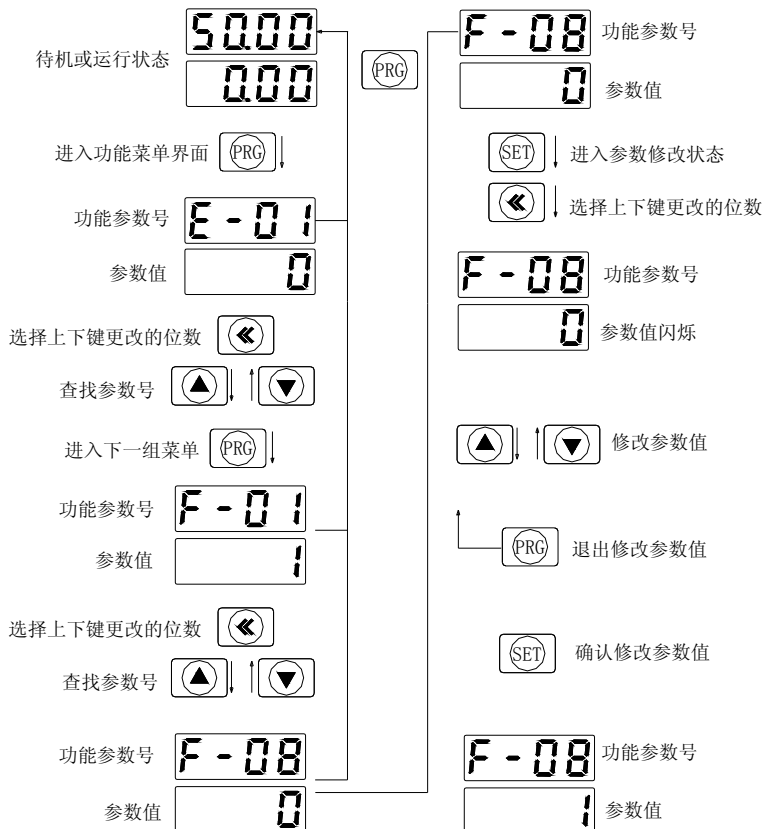 50.00
待机或运行状态
0.00
进入功能菜单界面 PRG
功能参数号 E-01
参数值 0
选择上下键更改的位数
查找参数号
进入下一组菜单 PRG
功能参数号 F-01
参数值 1
选择上下键更改的位数
查找参数号
功能参数号 F-08
参数值 0
PRG
F-08 功能参数号
0 参数值
SET 进入参数修改状态
选择上下键更改的位数
F-08 功能参数号
0 参数值闪烁
修改参数值
PRG 退出修改参数值
SET 确认修改参数值
F-08 功能参数号
1 参数值